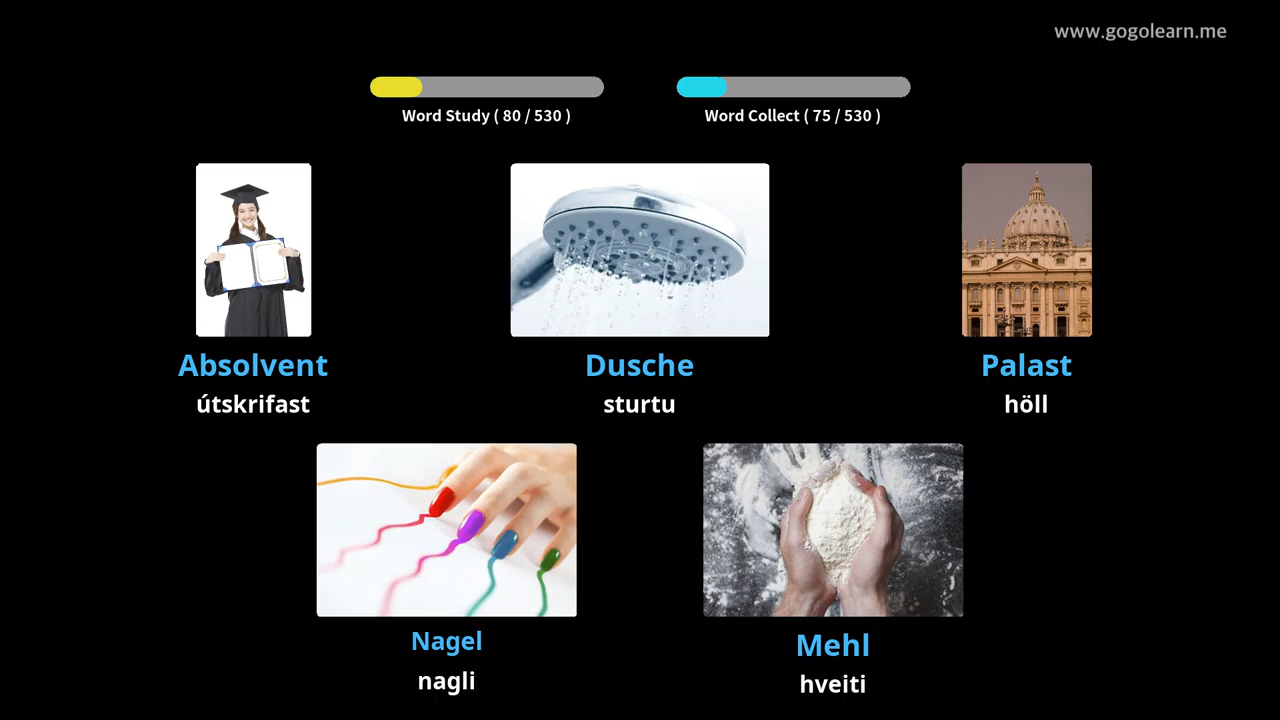 www.gogolearn.me
Word Study ( 80 / 530 )
Word Collect ( 75 / 530 )
Absolvent
útskrifast
Dusche
sturtu
Palast
höll
Nagel
nagli
Mehl
hveiti